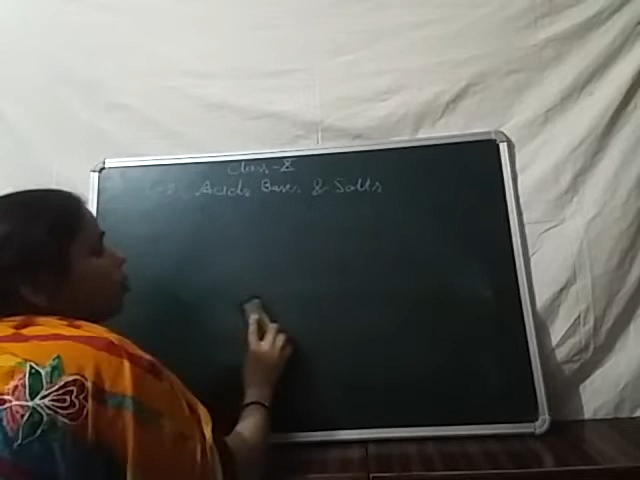 Class - X
Acids, Bases, & Salts